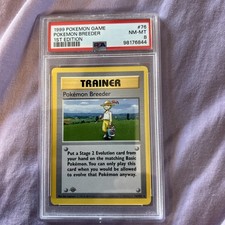 1999 POKEMON GAME #76
POKEMON BREEDER NM-MT
1ST EDITION 8
PSA 98176644
TRAINER
Pokémon Breeder
Put a Stage 2 Evolution card from
your hand on the matching Basic
Pokémon. You can only play this
card when you would be allowed to
evolve that Pokémon anyway.